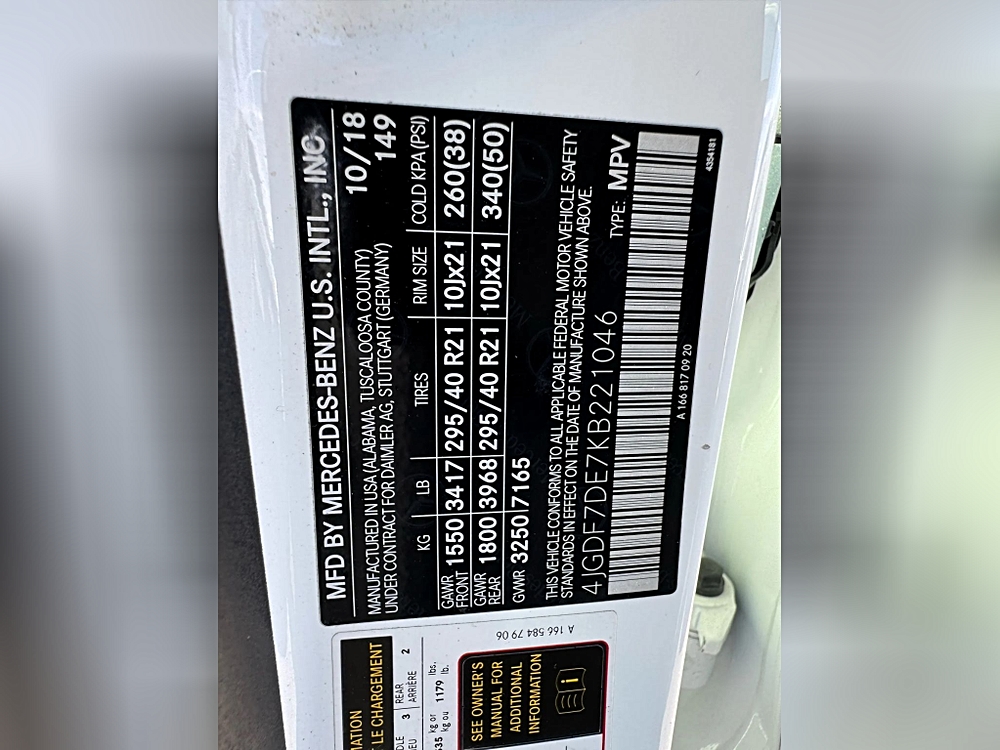 MFD BY MERCEDES-BENZ U.S. INTL., INC
10/18
MANUFACTURED IN USA (ALABAMA, TUSCALOOSA COUNTY)
UNDER CONTRACT FOR DAIMLER AG, STUTTGART (GERMANY)
149
KG LB TIRES RIM SIZE COLD KPA (PSI)
GAWR FRONT 1550 3417 295/40 R21 10Jx21 260(38)
GAWR REAR 1800 3968 295/40 R21 10Jx21 340(50)
GVWR 3250 7165
THIS VEHICLE CONFORMS TO ALL APPLICABLE FEDERAL MOTOR VEHICLE SAFETY
STANDARDS IN EFFECT ON THE DATE OF MANUFACTURE SHOWN ABOVE.
4JGDF7DE7KB221046 TYPE: MPV
A 166 817 09 20
4354181
A 166 584 79 06
LE CHARGEMENT
3 REAR 2
ARRIÈRE
kg or 1179 lbs.
kg ou lb.
SEE OWNER'S
MANUAL FOR
ADDITIONAL
INFORMATION
i